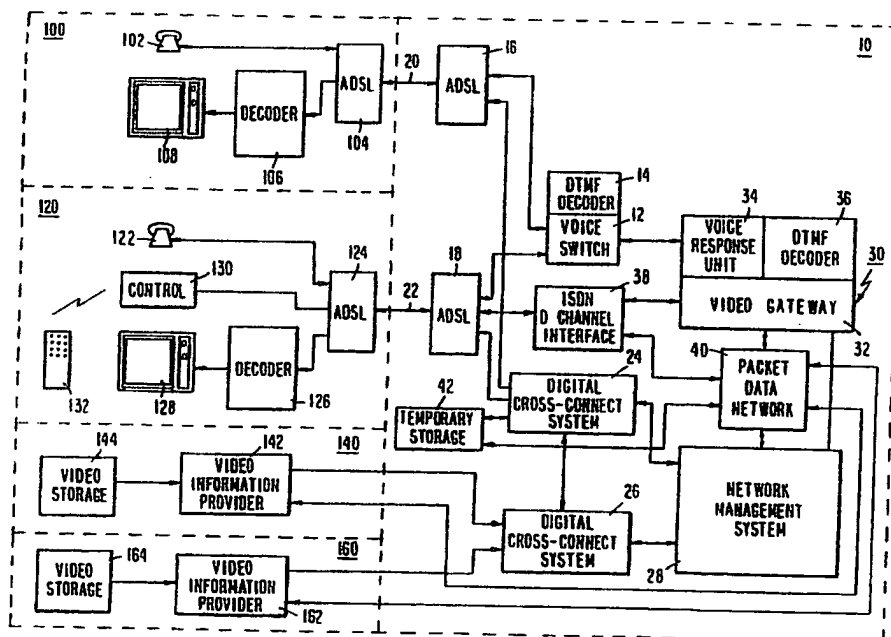 100
102
ADSL
104
DECODER
106
108
20
16
ADSL
10
120
122
130
CONTROL
124
ADSL
22
18
ADSL
132
128
DECODER
126
14
DTMF
DECODER
12
VOICE
SWITCH
34
VOICE
RESPONSE
UNIT
36
DTMF
DECODER
30
VIDEO GATEWAY
32
38
ISDN
D CHANNEL
INTERFACE
40
PACKET
DATA
NETWORK
24
DIGITAL
CROSS-CONNECT
SYSTEM
42
TEMPORARY
STORAGE
140
144
VIDEO
STORAGE
142
VIDEO
INFORMATION
PROVIDER
26
DIGITAL
CROSS-CONNECT
SYSTEM
NETWORK
MANAGEMENT
SYSTEM
28
160
164
VIDEO
STORAGE
VIDEO
INFORMATION
PROVIDER
162